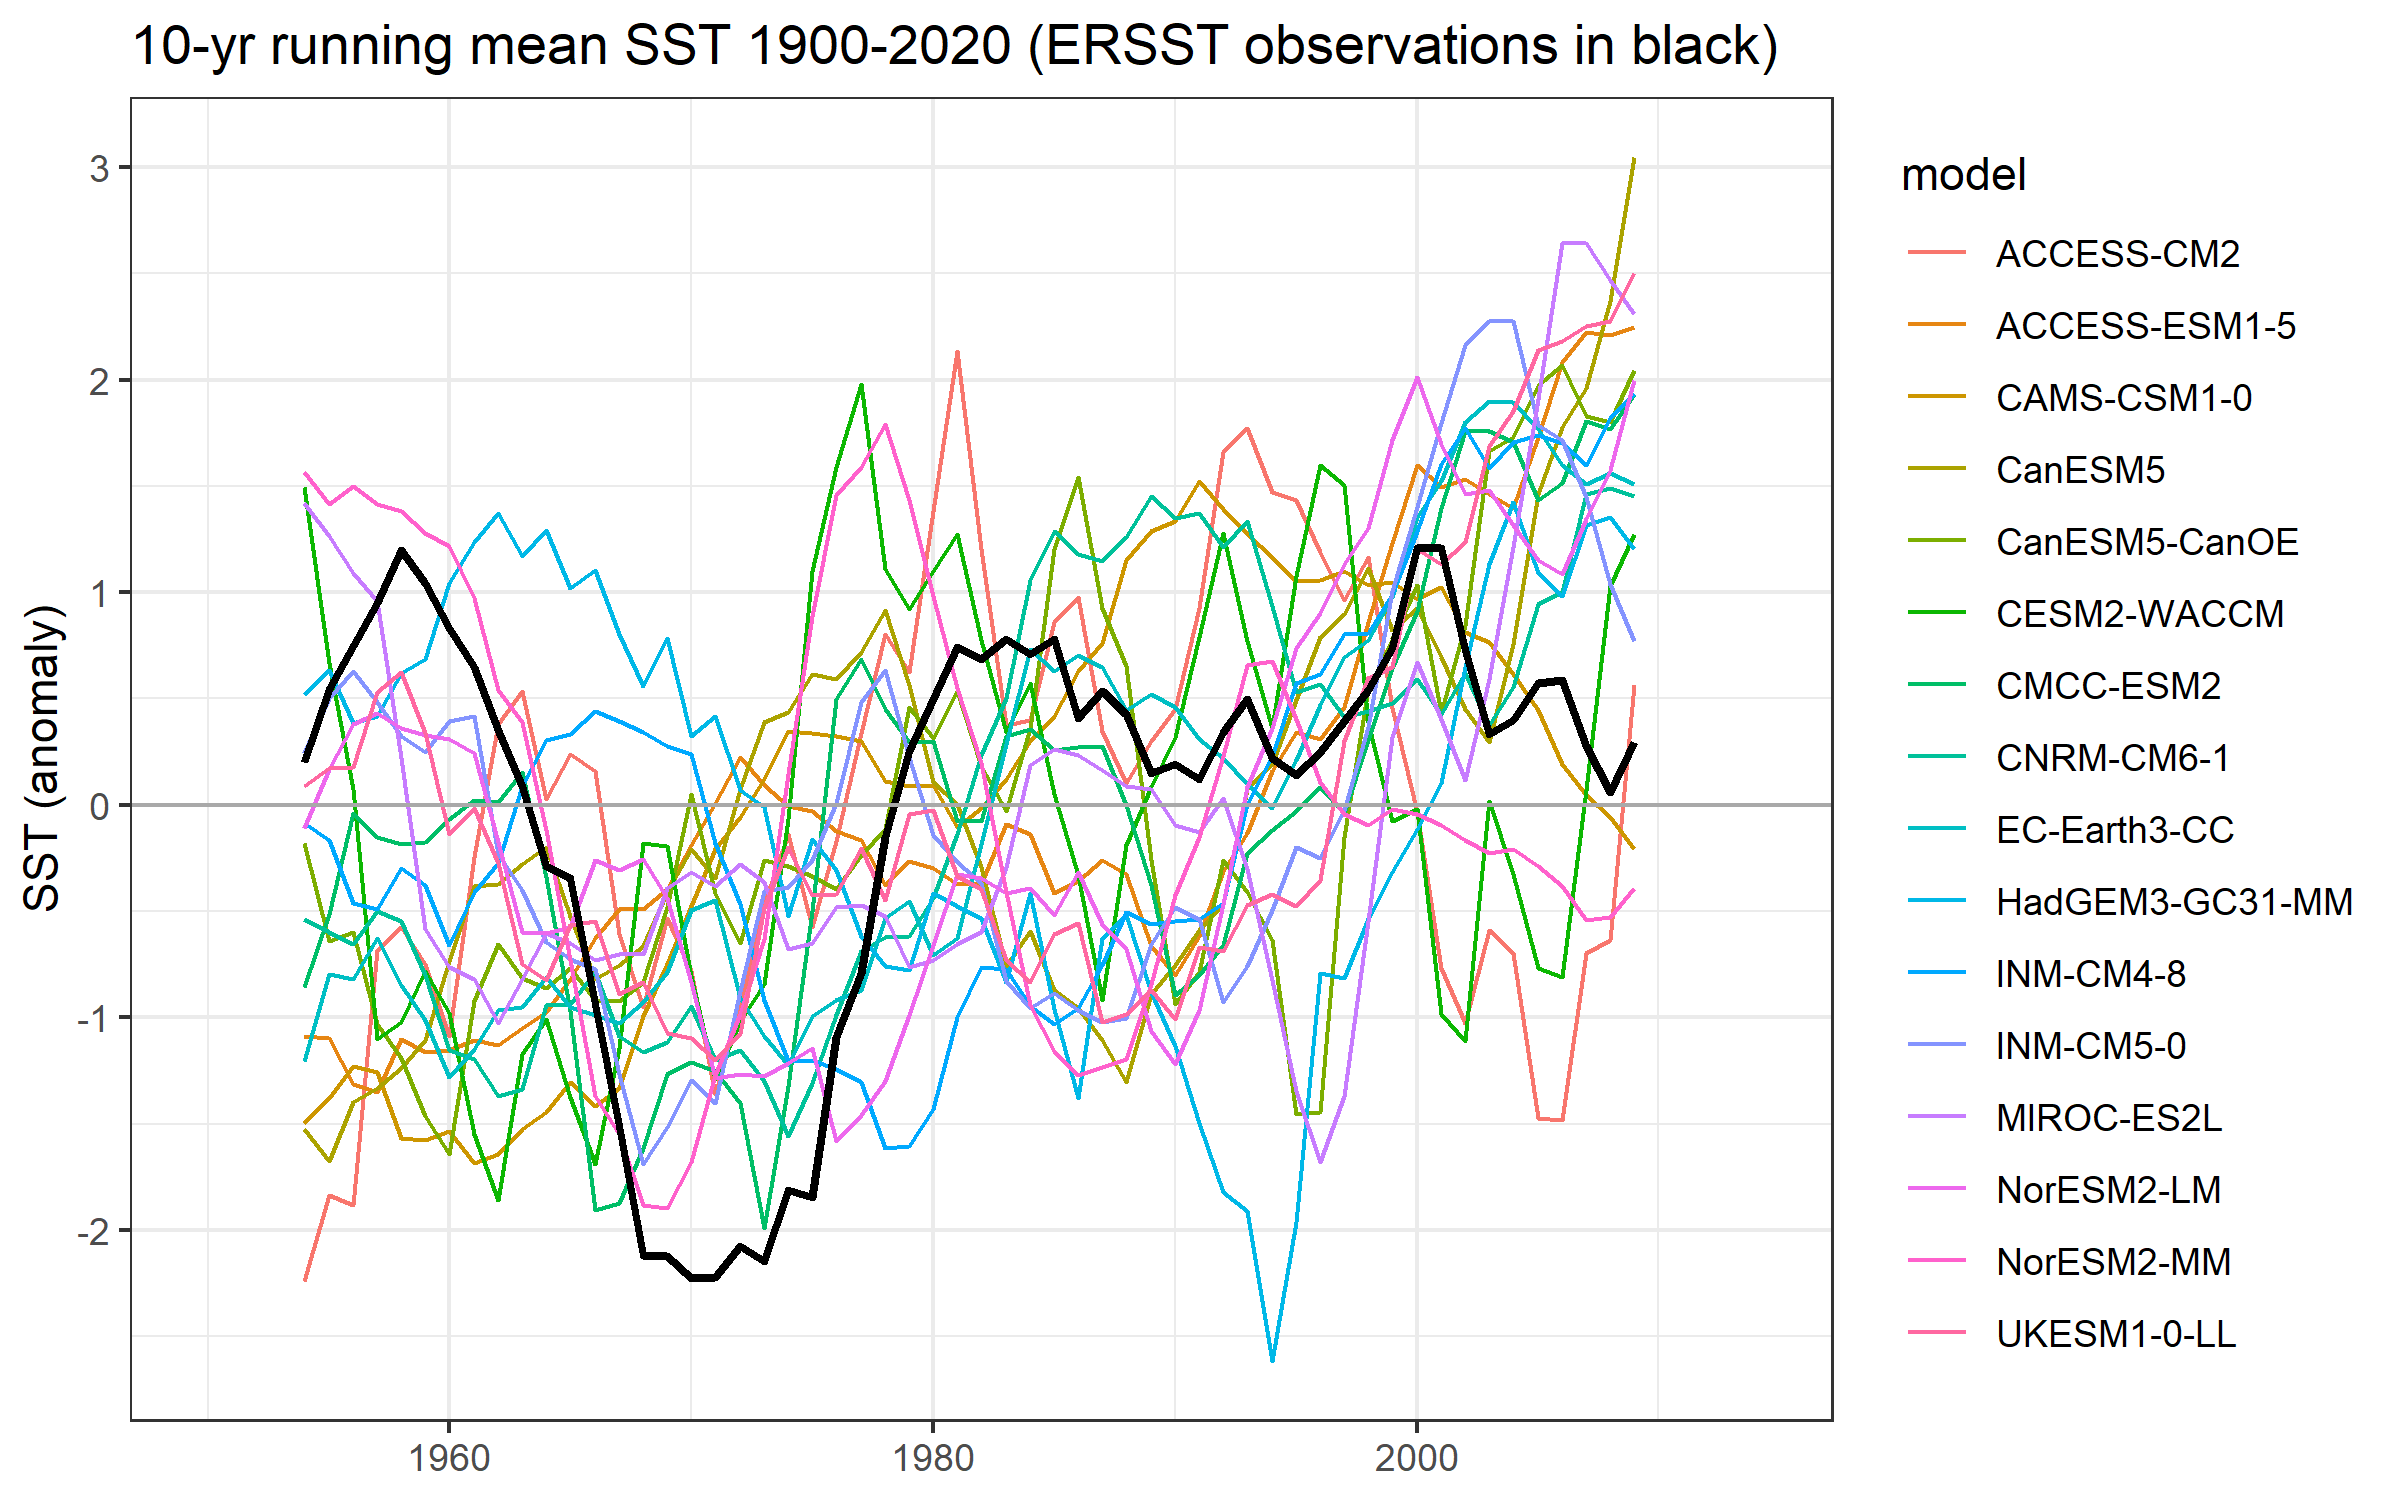 10-yr running mean SST 1900-2020 (ERSST observations in black)
SST (anomaly)
3
2
1
0
-1
-2
1960
1980
2000
model
ACCESS-CM2
ACCESS-ESM1-5
CAMS-CSM1-0
CanESM5
CanESM5-CanOE
CESM2-WACCM
CMCC-ESM2
CNRM-CM6-1
EC-Earth3-CC
HadGEM3-GC31-MM
INM-CM4-8
INM-CM5-0
MIROC-ES2L
NorESM2-LM
NorESM2-MM
UKESM1-0-LL